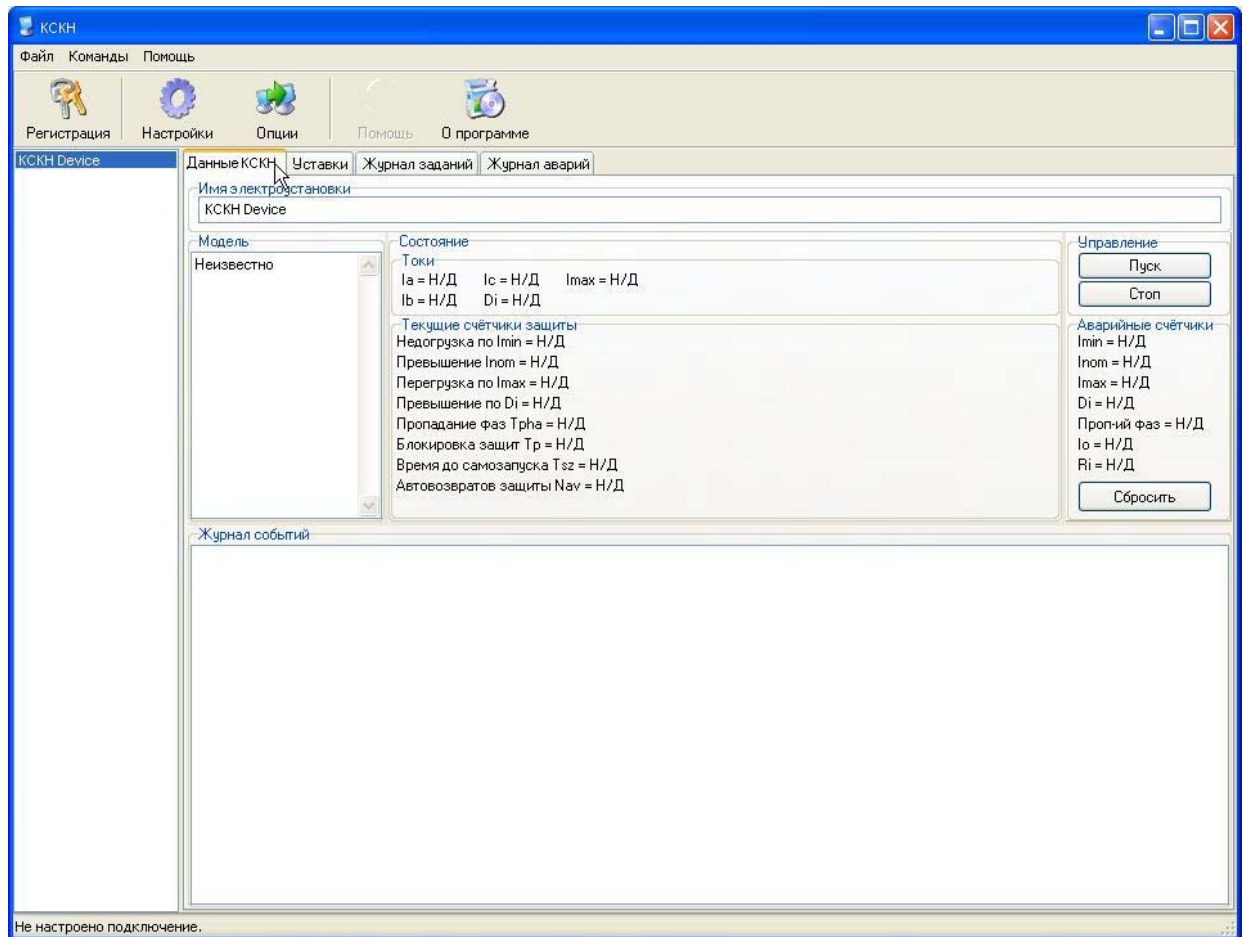 КСКН
Файл Команды Помощь
Регистрация Настройки Опции Помощь О программе
KCKH Device
Данные КСКН Уставки Журнал заданий Журнал аварий
Имя электроустановки
KCKH Device
Модель
Неизвестно
Состояние
Токи
Ia = Н/Д Ic = Н/Д Imax = Н/Д
Ib = Н/Д Di = Н/Д
Текущие счётчики защиты
Недогрузка по Imin = Н/Д
Превышение Inom = Н/Д
Перегрузка по Imax = Н/Д
Превышение по Di = Н/Д
Пропадание фаз Tpha = Н/Д
Блокировка защит Tp = Н/Д
Время до самозапуска Tsz = Н/Д
Автовозвратов защиты Nav = Н/Д
Управление
Пуск
Стоп
Аварийные счётчики
Imin = Н/Д
Inom = Н/Д
Imax = Н/Д
Di = Н/Д
Проп-ий фаз = Н/Д
Io = Н/Д
Ri = Н/Д
Сбросить
Журнал событий
Не настроено подключение.